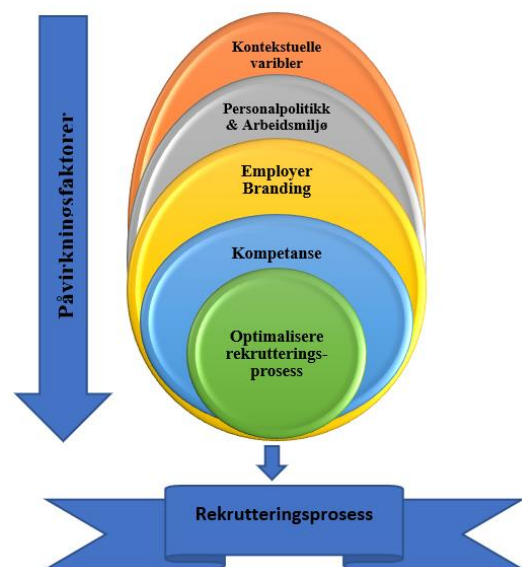 Påvirkningsfaktorer
Kontekstuelle
varibler
Personalpolitikk
& Arbeidsmiljø
Employer
Branding
Kompetanse
Optimalisere
rekrutterings-
prosess
Rekrutteringsprosess